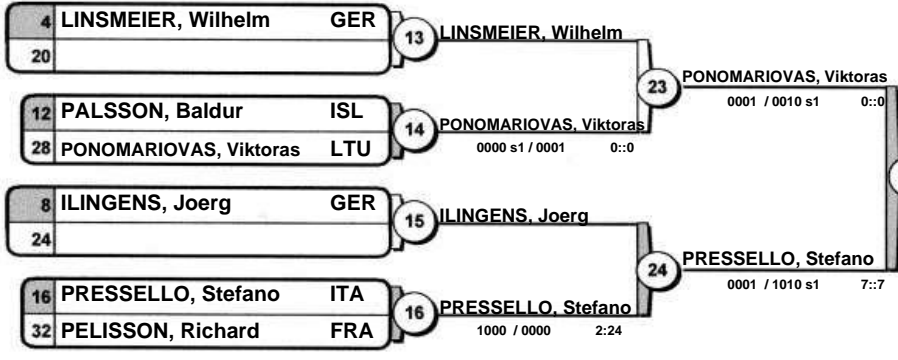 4 LINSMEIER, Wilhelm GER
20
13 LINSMEIER, Wilhelm
12 PALSSON, Baldur ISL
28 PONOMARIOVAS, Viktoras LTU
14 PONOMARIOVAS, Viktoras
0000 s1 / 0001 0::0
23 PONOMARIOVAS, Viktoras
0001 / 0010 s1 0::0
8 ILINGENS, Joerg GER
24
15 ILINGENS, Joerg
16 PRESSELLO, Stefano ITA
32 PELISSON, Richard FRA
16 PRESSELLO, Stefano
1000 / 0000 2:24
24 PRESSELLO, Stefano
0001 / 1010 s1 7::7